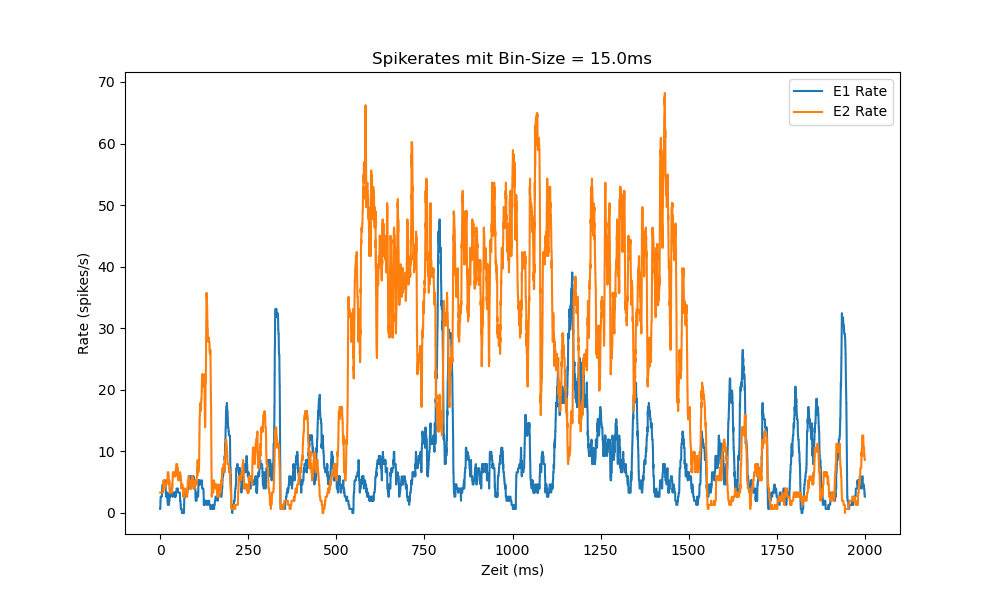 Spikerates mit Bin-Size = 15.0ms
E1 Rate
E2 Rate
70
60
50
40
30
20
10
0
Rate (spikes/s)
0 250 500 750 1000 1250 1500 1750 2000
Zeit (ms)